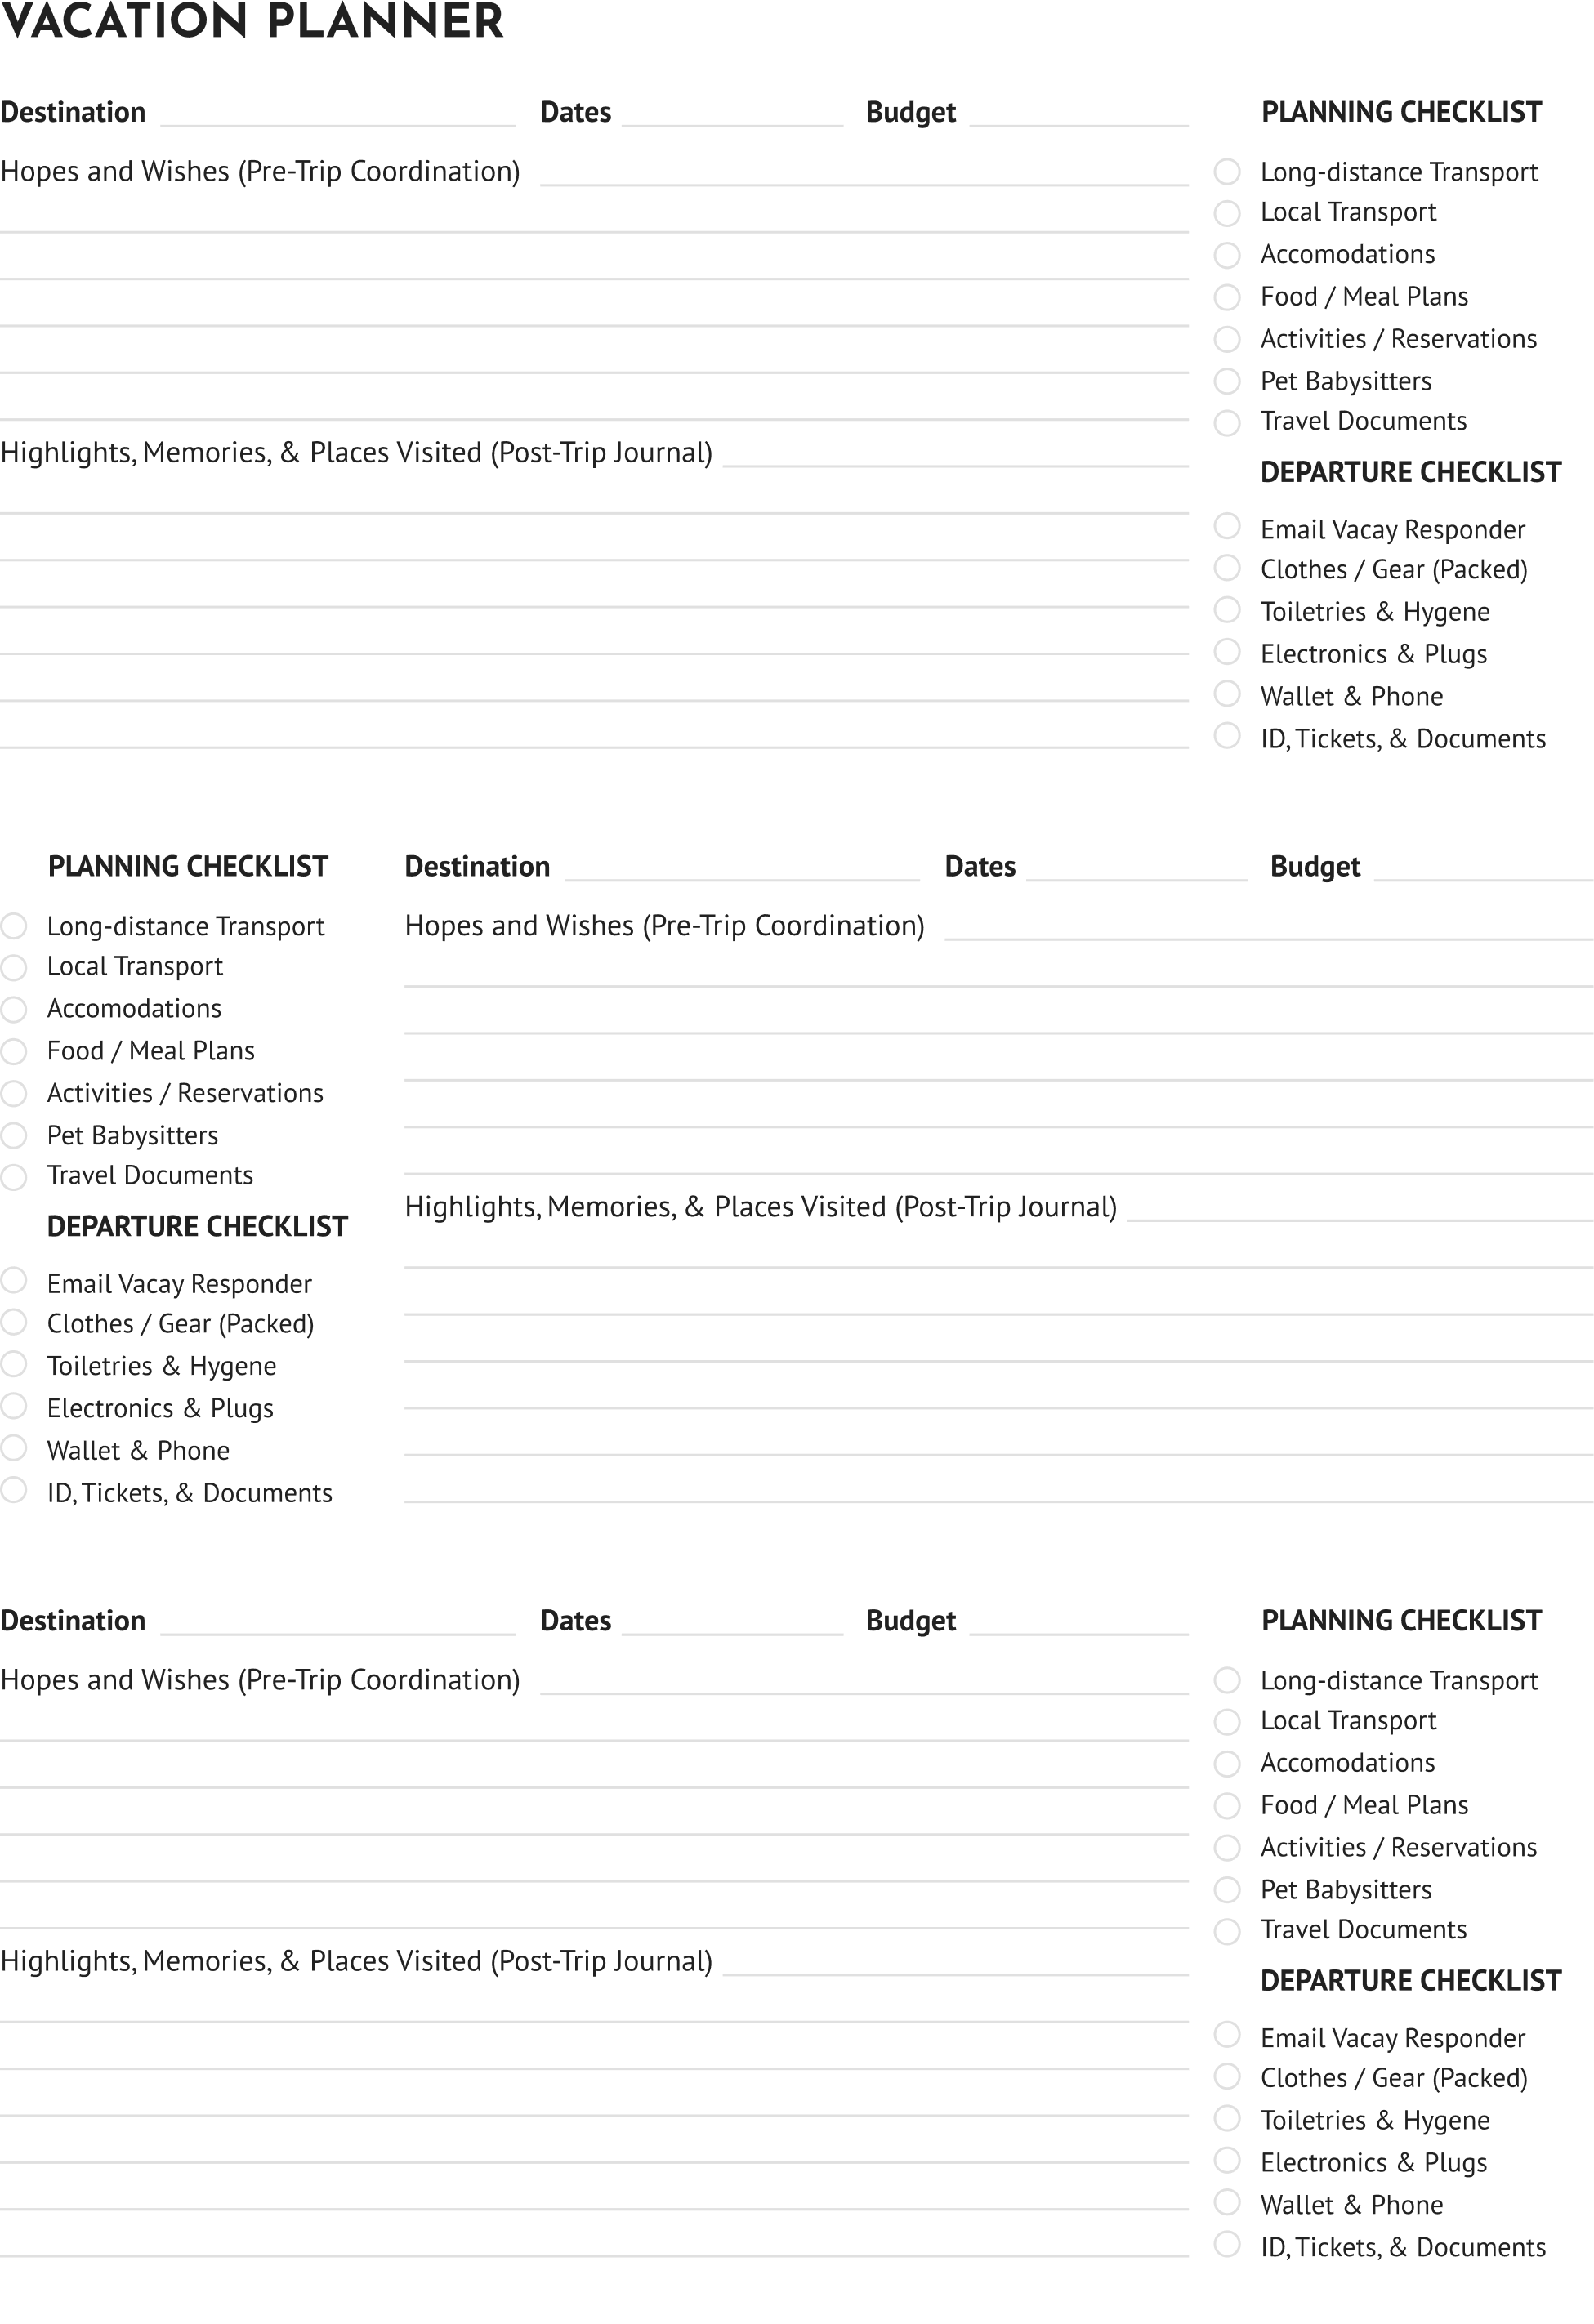 VACATION PLANNER
Destination Dates Budget
Hopes and Wishes (Pre-Trip Coordination)
Highlights, Memories, & Places Visited (Post-Trip Journal)
PLANNING CHECKLIST
Long-distance Transport
Local Transport
Accomodations
Food / Meal Plans
Activities / Reservations
Pet Babysitters
Travel Documents
DEPARTURE CHECKLIST
Email Vacay Responder
Clothes / Gear (Packed)
Toiletries & Hygene
Electronics & Plugs
Wallet & Phone
ID, Tickets, & Documents
PLANNING CHECKLIST
Long-distance Transport
Local Transport
Accomodations
Food / Meal Plans
Activities / Reservations
Pet Babysitters
Travel Documents
DEPARTURE CHECKLIST
Email Vacay Responder
Clothes / Gear (Packed)
Toiletries & Hygene
Electronics & Plugs
Wallet & Phone
ID, Tickets, & Documents
Destination Dates Budget
Hopes and Wishes (Pre-Trip Coordination)
Highlights, Memories, & Places Visited (Post-Trip Journal)
Destination Dates Budget
Hopes and Wishes (Pre-Trip Coordination)
Highlights, Memories, & Places Visited (Post-Trip Journal)
PLANNING CHECKLIST
Long-distance Transport
Local Transport
Accomodations
Food / Meal Plans
Activities / Reservations
Pet Babysitters
Travel Documents
DEPARTURE CHECKLIST
Email Vacay Responder
Clothes / Gear (Packed)
Toiletries & Hygene
Electronics & Plugs
Wallet & Phone
ID, Tickets, & Documents